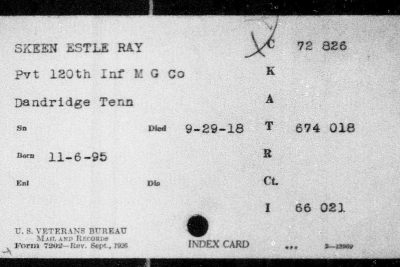 SKEEN ESTLE RAY C 72 826
Pvt 120th Inf M G Co K
Dandridge Tenn A
Sn Died 9-29-18 T 674 018
Born 11-6-95 R
Enl Dis Ct.
I 66 021
U. S. VETERANS BUREAU
MAIL AND RECORDS
Form 7202—Rev. Sept., 1926 INDEX CARD